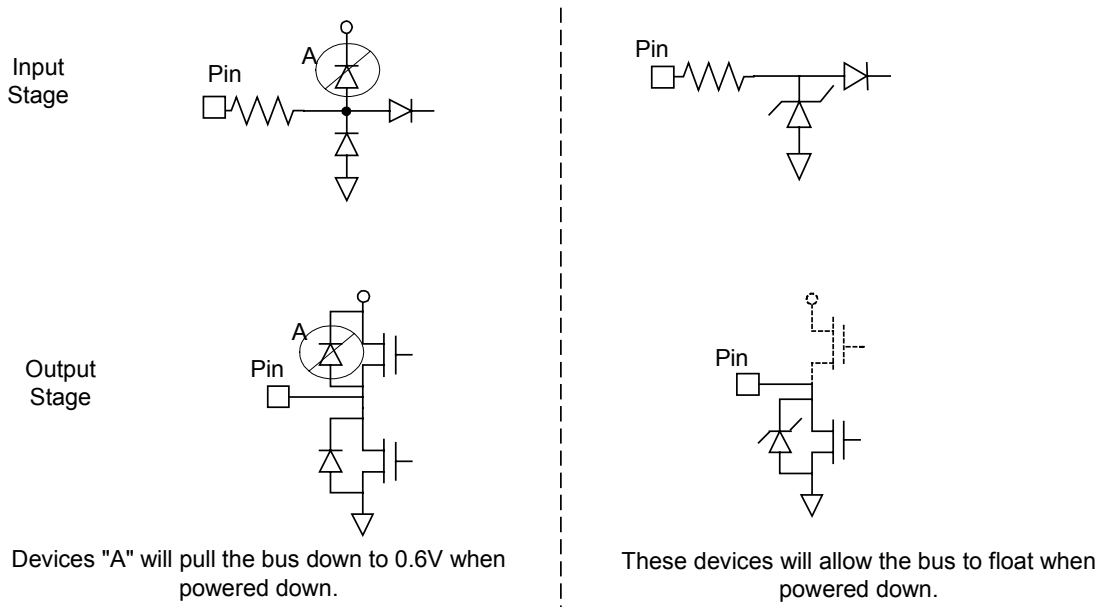 Input
Stage
A
Pin
Pin
Output
Stage
A
Pin
Pin
Devices "A" will pull the bus down to 0.6V when
powered down.
These devices will allow the bus to float when
powered down.